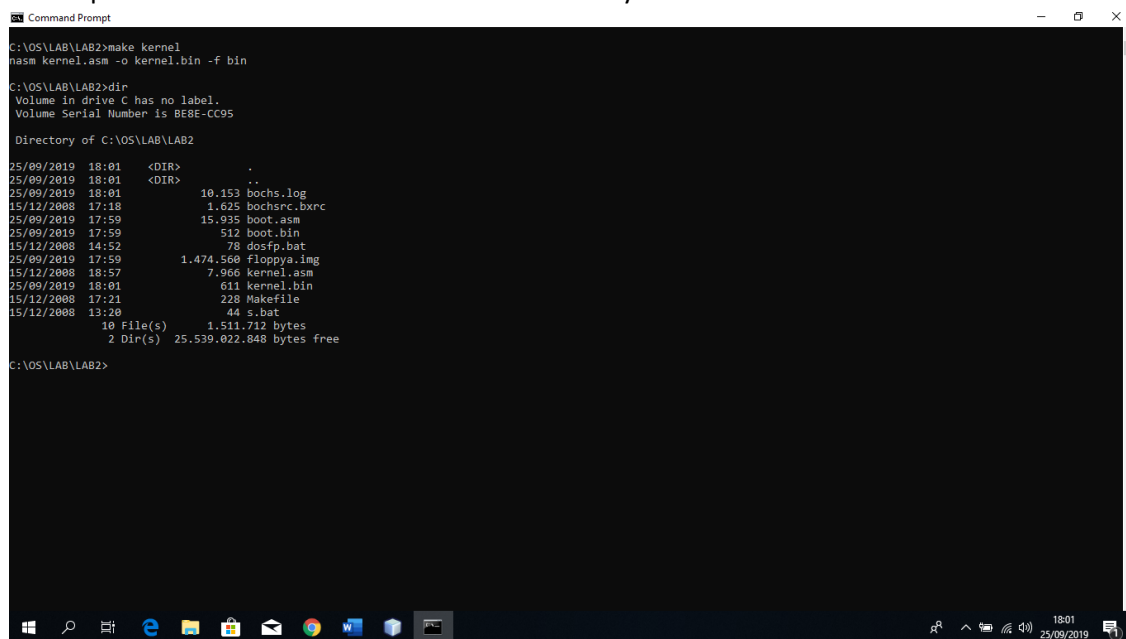 Command Prompt
C:\OS\LAB\LAB2>make kernel
nasm kernel.asm -o kernel.bin -f bin
C:\OS\LAB\LAB2>dir
Volume in drive C has no label.
Volume Serial Number is BE8E-CC95
Directory of C:\OS\LAB\LAB2
25/09/2019 18:01 <DIR> .
25/09/2019 18:01 <DIR> ..
25/09/2019 18:01 10.153 bochs.log
15/12/2008 17:18 1.625 bochsrc.bxrc
25/09/2019 17:59 15.935 boot.asm
25/09/2019 17:59 512 boot.bin
15/12/2008 14:52 78 dosfp.bat
25/09/2019 17:59 1.474.560 floppya.img
15/12/2008 18:57 7.966 kernel.asm
25/09/2019 18:01 611 kernel.bin
15/12/2008 17:21 228 Makefile
15/12/2008 13:20 44 s.bat
10 File(s) 1.511.712 bytes
2 Dir(s) 25.539.022.848 bytes free
C:\OS\LAB\LAB2>
18:01
25/09/2019